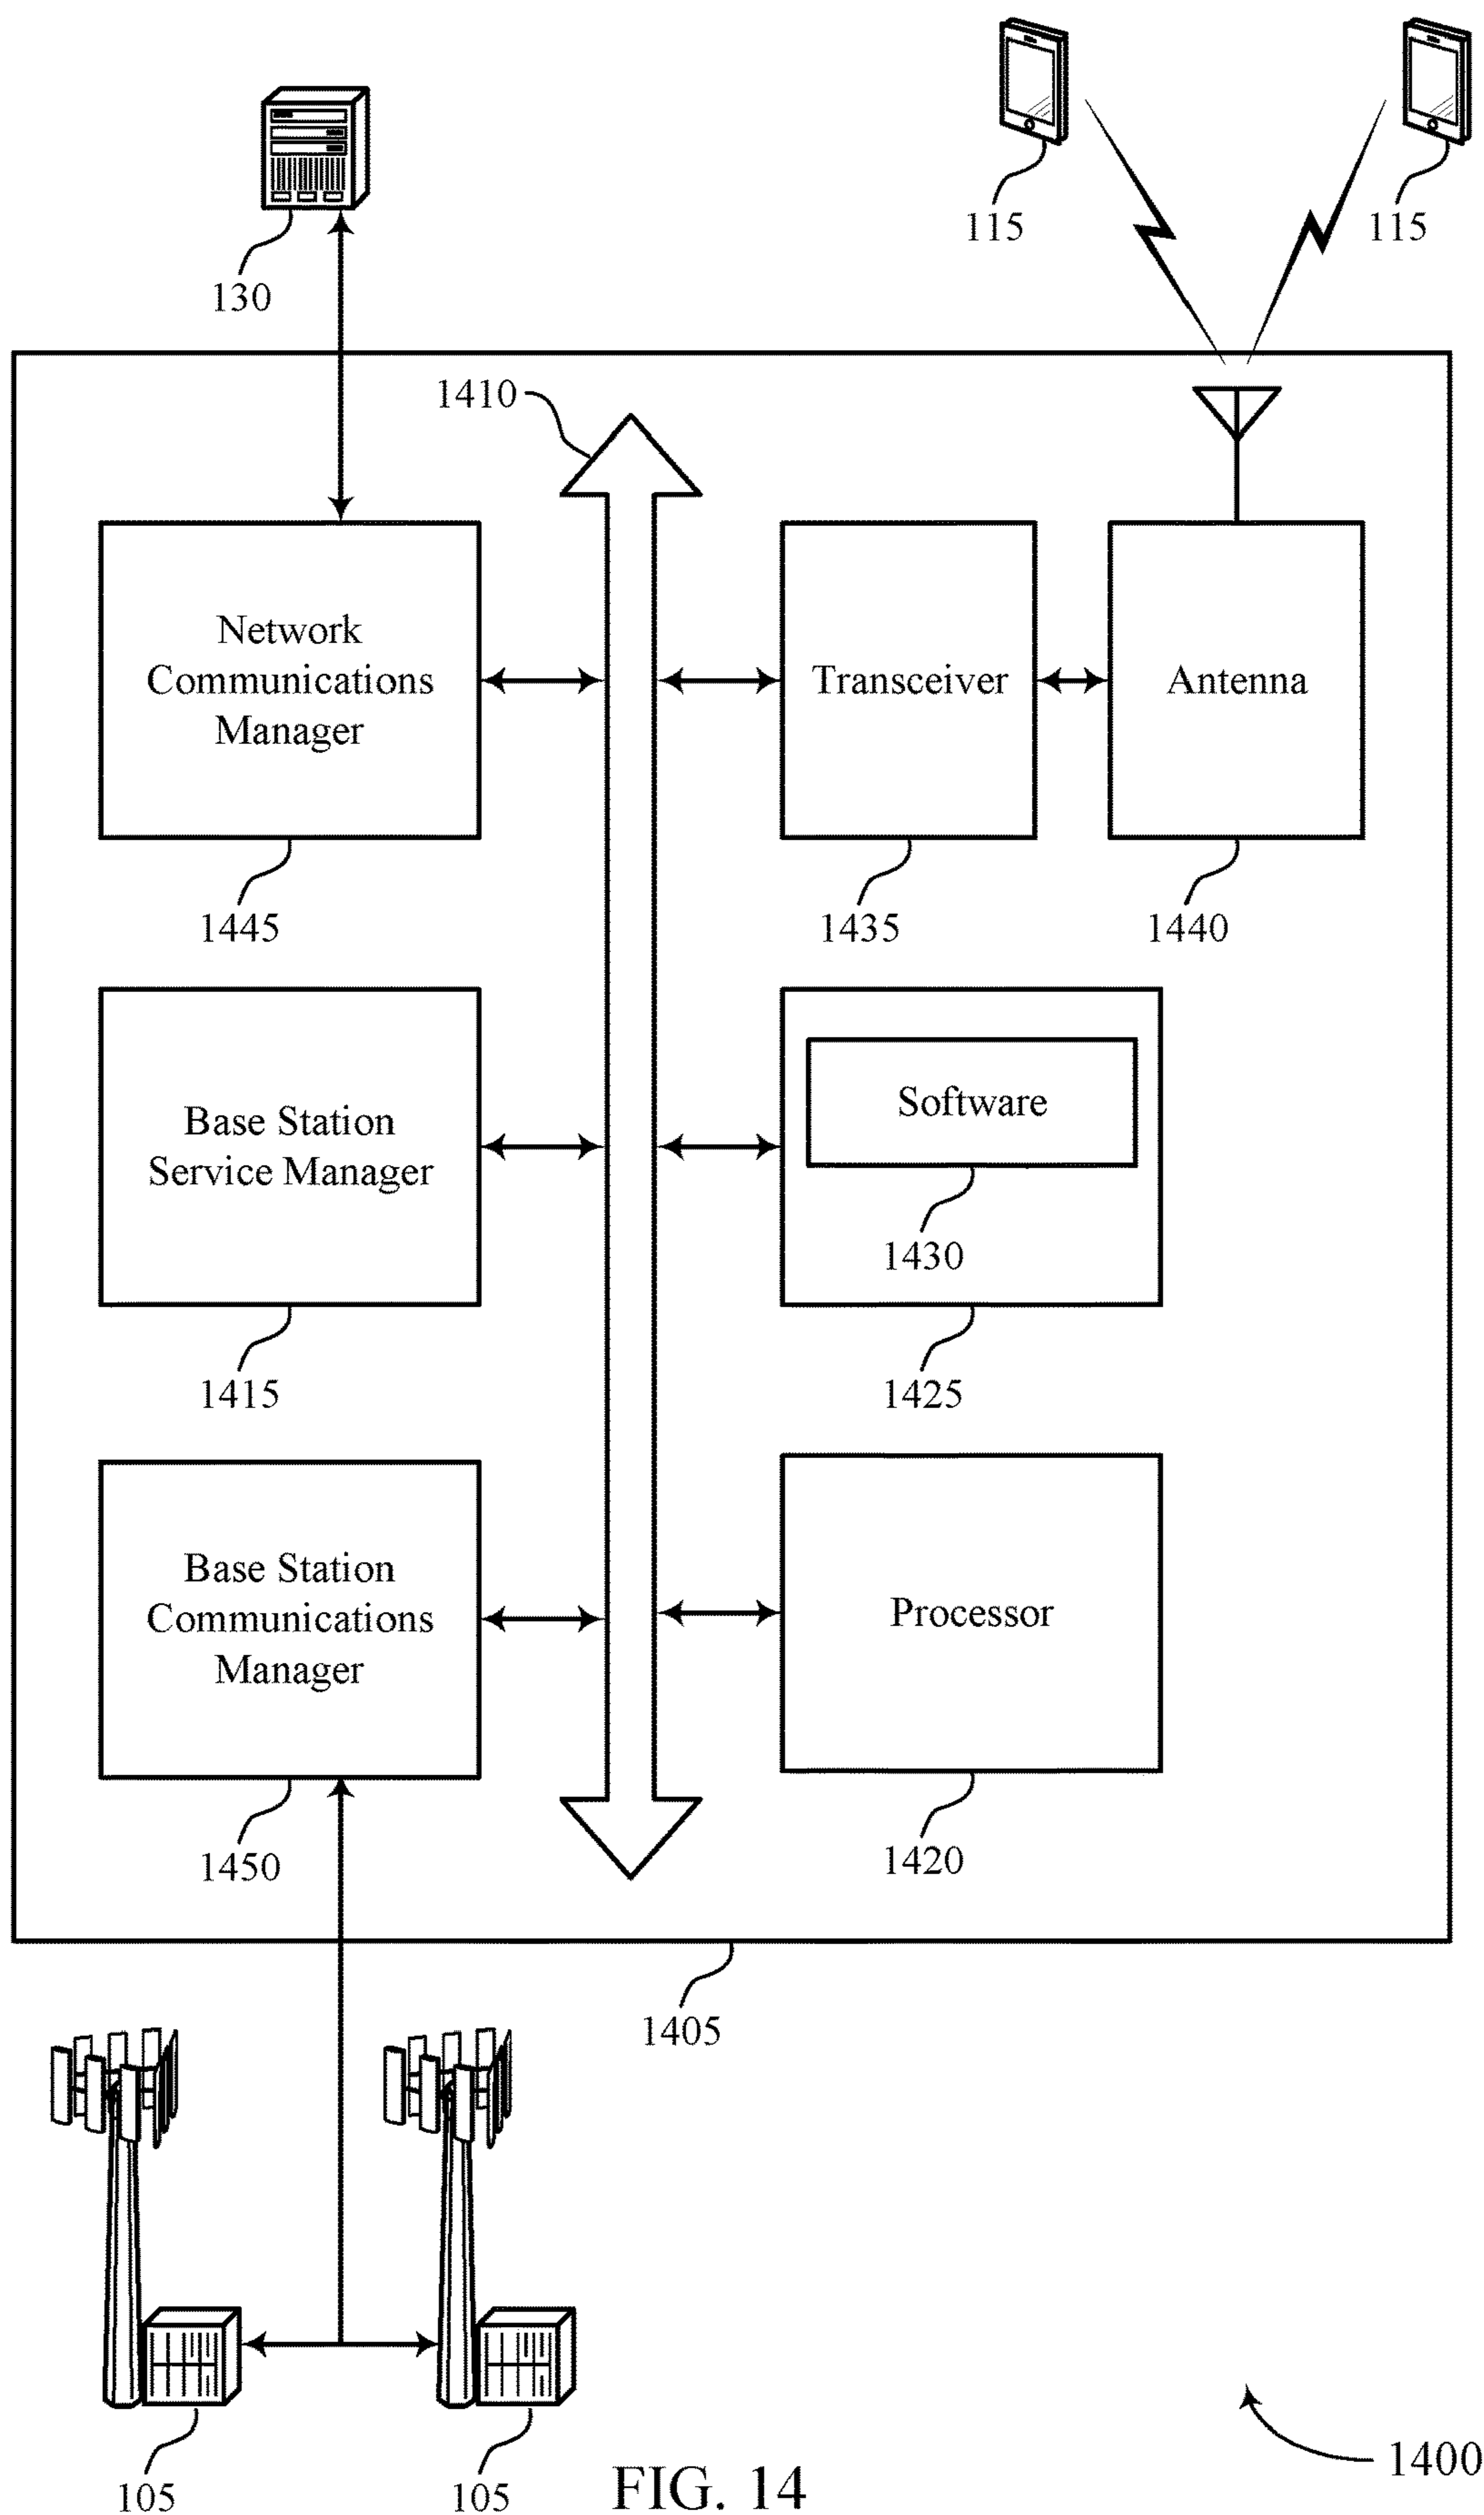 115
115
130
1410
Network
Communications
Manager
Transceiver
Antenna
1445
1435
1440
Base Station
Service Manager
Software
1430
1415
1425
Base Station
Communications
Manager
Processor
1450
1420
1405
105
105
FIG. 14
1400